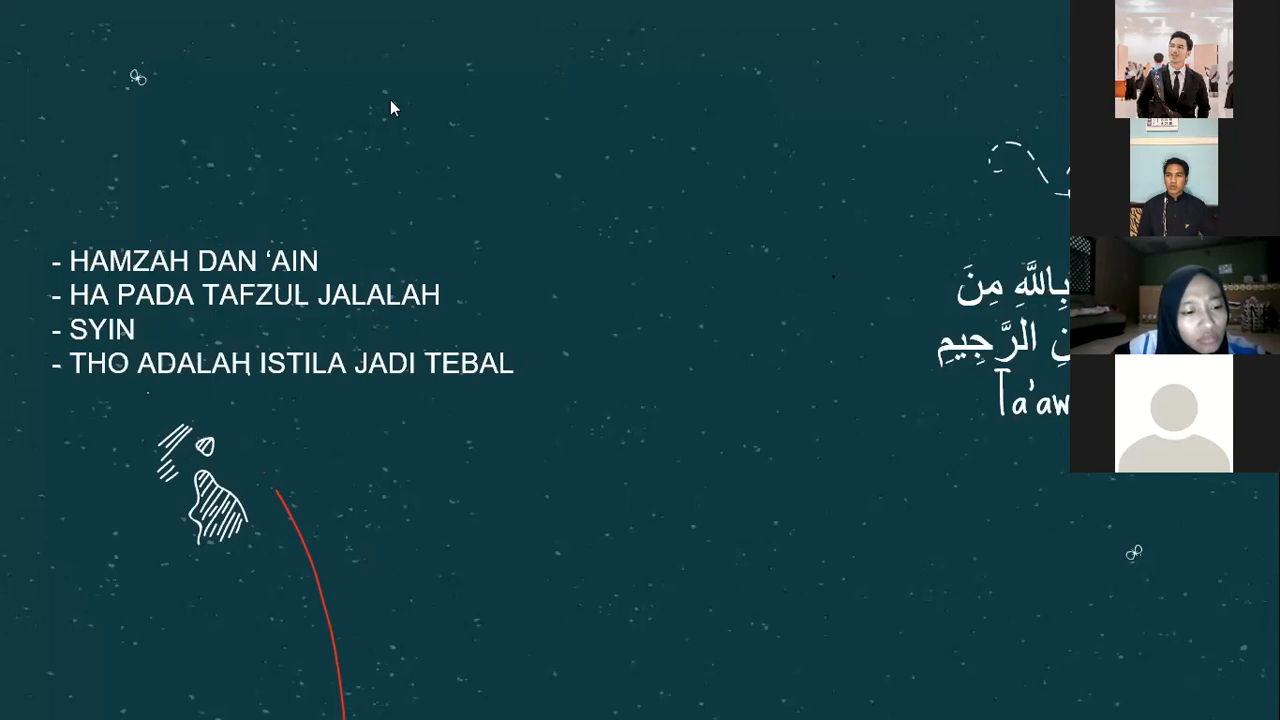 - HAMZAH DAN ‘AIN
- HA PADA TAFZUL JALALAH
- SYIN
- THO ADALAH ISTILA JADI TEBAL
بِاللَّهِ مِنَ
نِ الرَّجِيمِ
Ta'aw